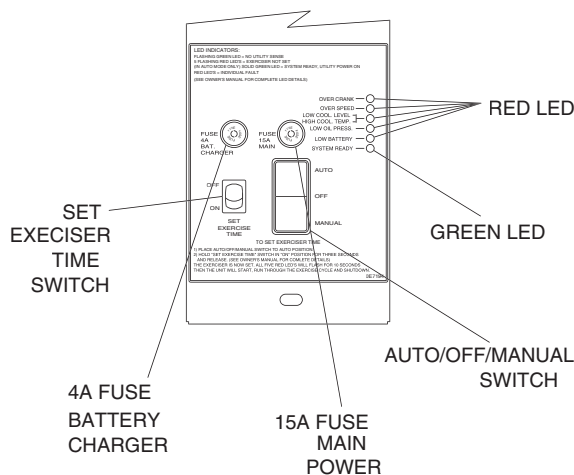 LED INDICATORS:
FLASHING GREEN LED = NO UTILITY SENSE
5 FLASHING RED LED'S = EXERCISER NOT SET
(IN AUTO MODE ONLY) SOLID GREEN LED = SYSTEM READY, UTILITY POWER ON
RED LED'S = INDIVIDUAL FAULT
(SEE OWNER'S MANUAL FOR COMPLETE LED DETAILS)
OVER CRANK
OVER SPEED
LOW COOL. LEVEL
HIGH COOL. TEMP.
LOW OIL PRESS.
LOW BATTERY
SYSTEM READY
RED LED
GREEN LED
FUSE
4A
BAT.
CHARGER
FUSE
15A
MAIN
AUTO
OFF
MANUAL
OFF
ON
SET
EXERCISE
TIME
TO SET EXERCISER TIME
1) PLACE AUTO/OFF/MANUAL SWITCH TO AUTO POSITION.
2) HOLD "SET EXERCISE TIME" SWITCH IN "ON" POSITION FOR THREE SECONDS
AND RELEASE. (SEE OWNER'S MANUAL FOR COMLETE DETAILS)
THE EXERCISER IS NOW SET. ALL FIVE RED LED'S WILL FLASH FOR 10 SECONDS
THEN THE UNIT WILL START, RUN THROUGH THE EXERCISE CYCLE AND SHUTDOWN.
SET
EXECISER
TIME
SWITCH
AUTO/OFF/MANUAL
SWITCH
4A FUSE
BATTERY
CHARGER
15A FUSE
MAIN
POWER